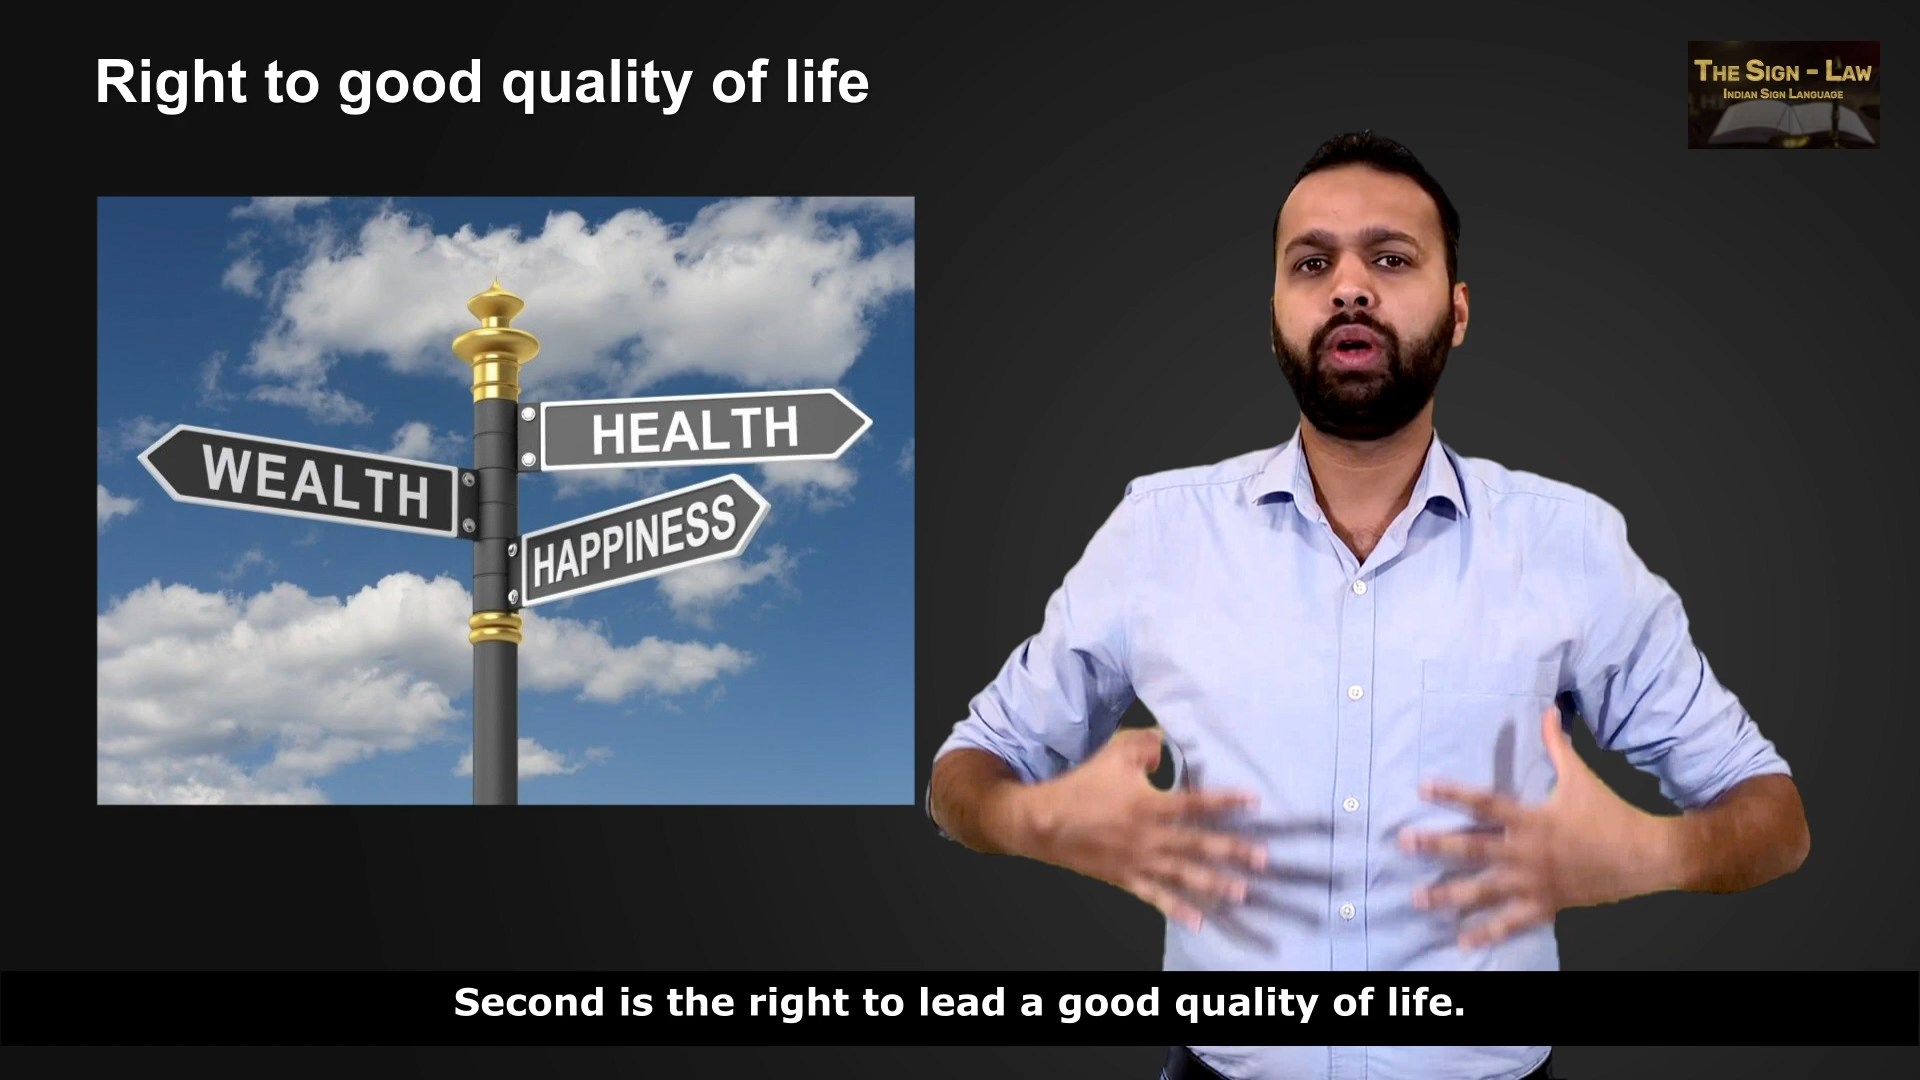 Right to good quality of life
THE SIGN - LAW
INDIAN SIGN LANGUAGE
WEALTH
HEALTH
HAPPINESS
Second is the right to lead a good quality of life.